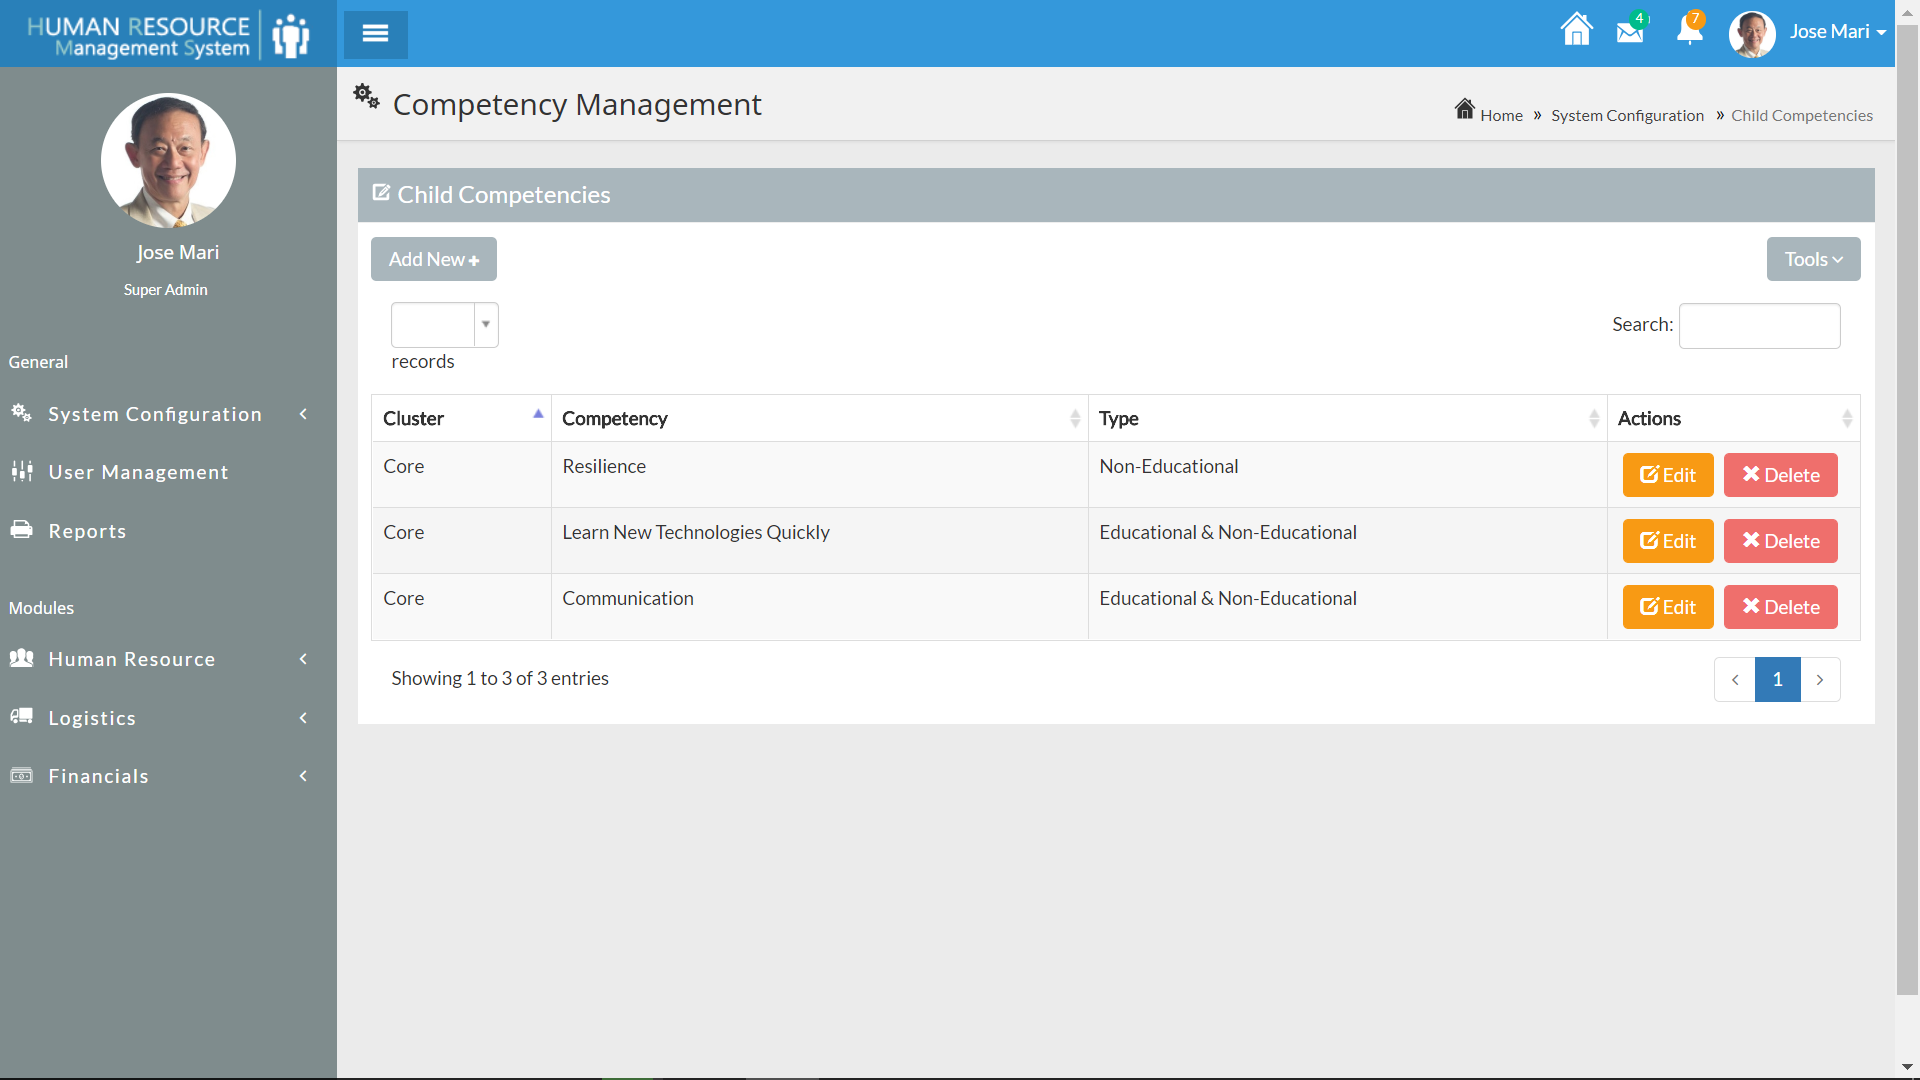 HUMAN RESOURCE
Management System
4
7
Jose Mari
Jose Mari
Super Admin
General
System Configuration
User Management
Reports
Modules
Human Resource
Logistics
Financials
Competency Management
Home » System Configuration » Child Competencies
Child Competencies
Add New
Tools
records
Search:
Cluster Competency Type Actions
Core Resilience Non-Educational Edit Delete
Core Learn New Technologies Quickly Educational & Non-Educational Edit Delete
Core Communication Educational & Non-Educational Edit Delete
Showing 1 to 3 of 3 entries
1